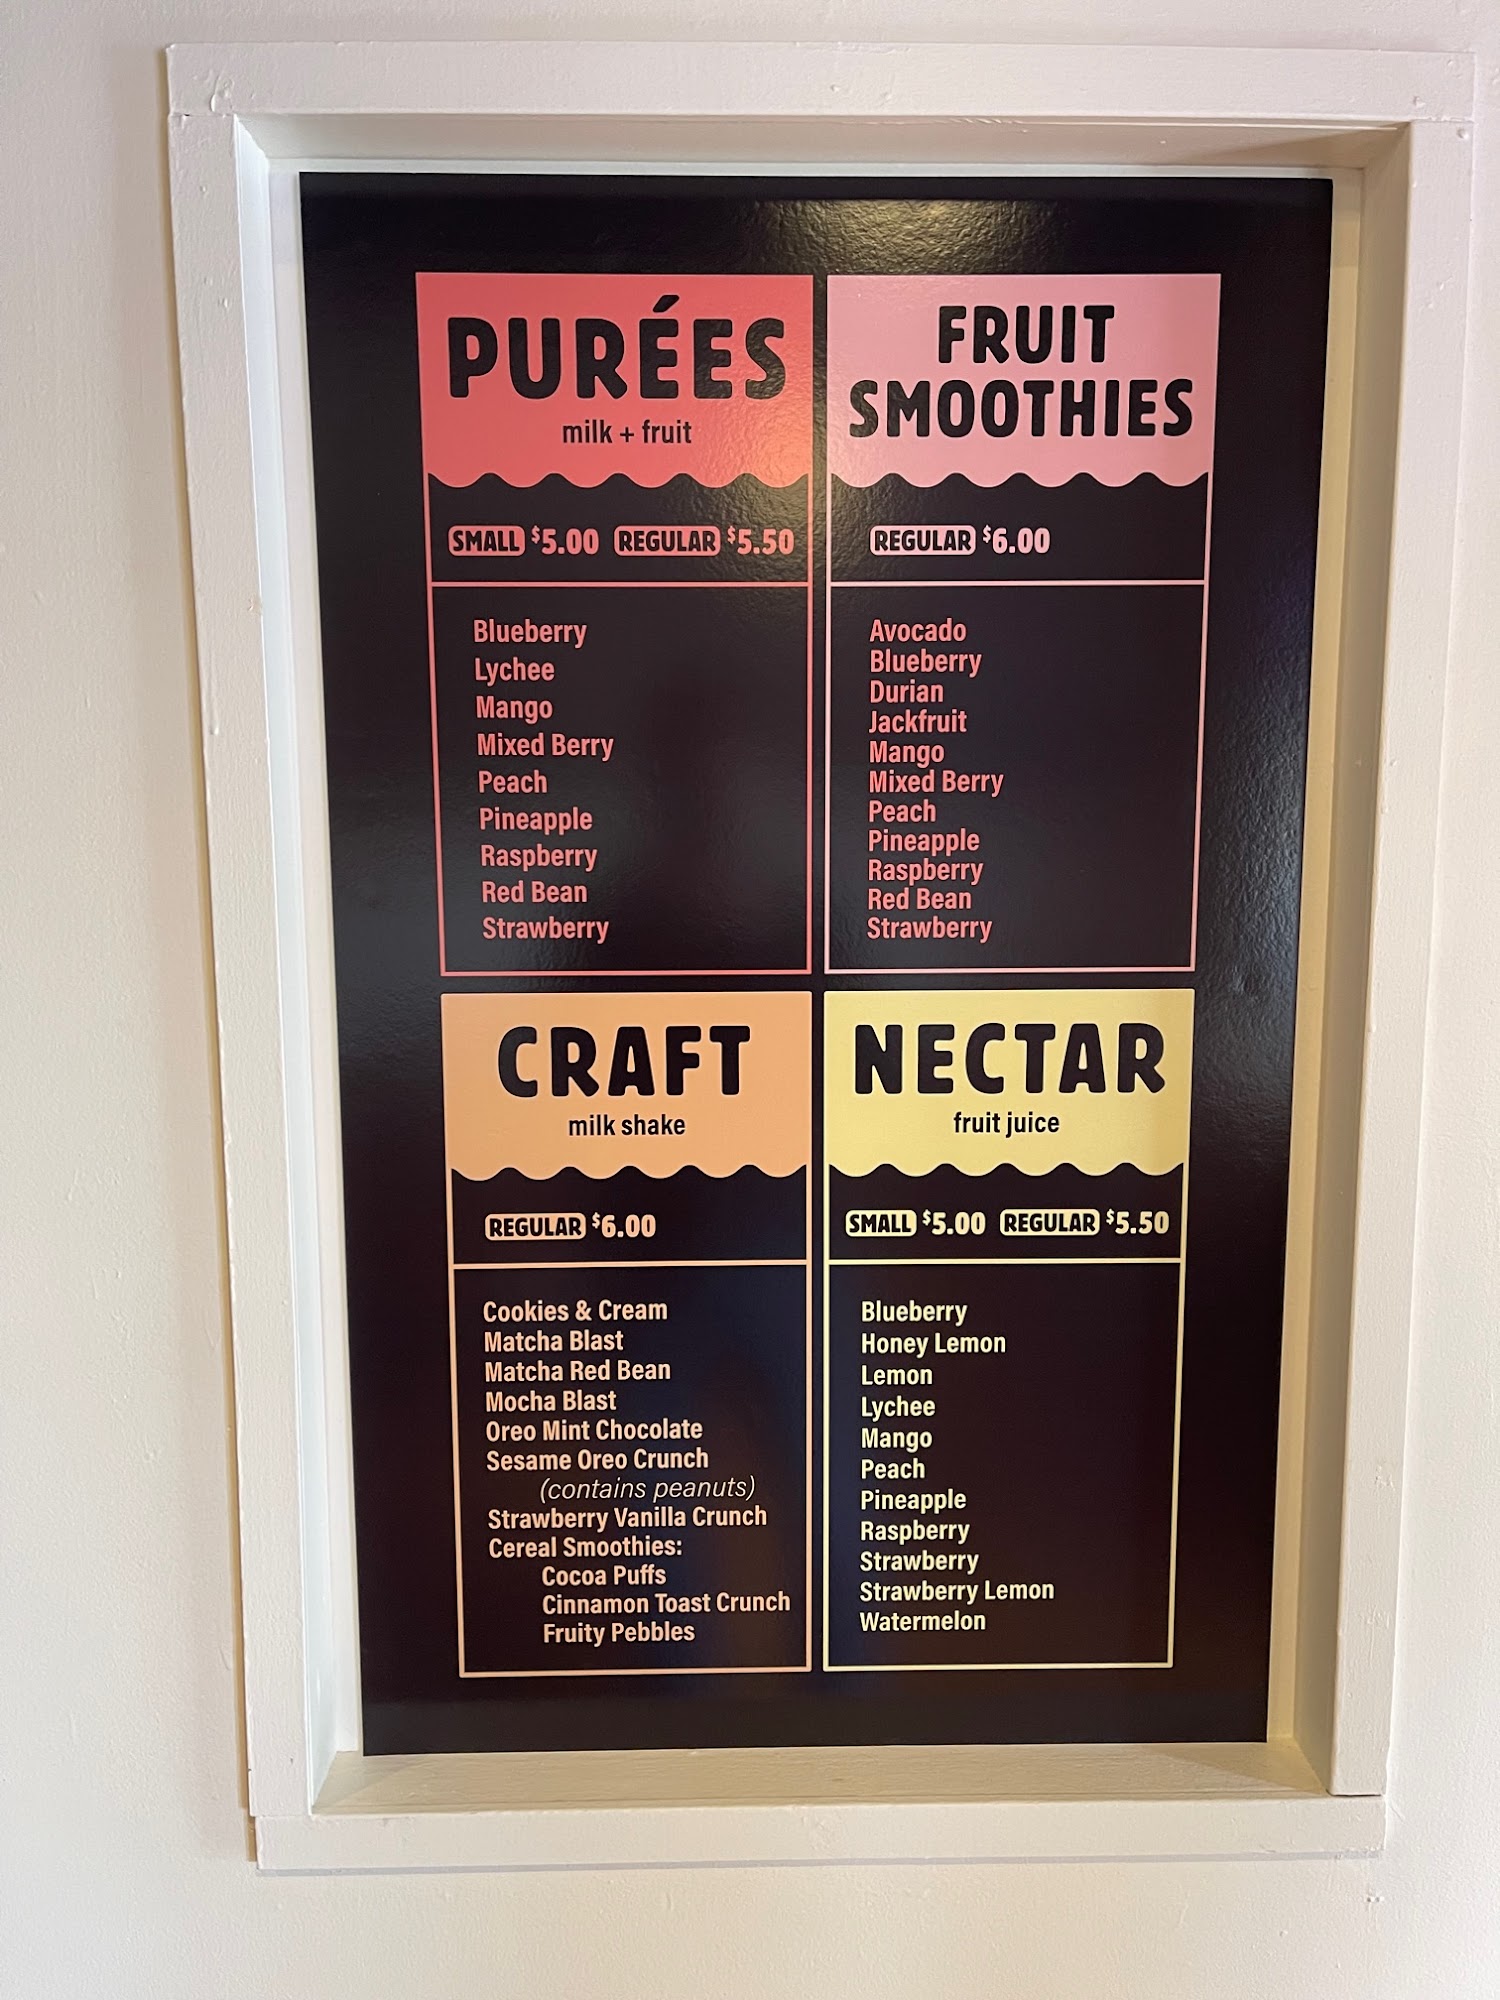 PURÉES
milk + fruit
SMALL $5.00 REGULAR $5.50
Blueberry
Lychee
Mango
Mixed Berry
Peach
Pineapple
Raspberry
Red Bean
Strawberry
FRUIT
SMOOTHIES
REGULAR $6.00
Avocado
Blueberry
Durian
Jackfruit
Mango
Mixed Berry
Peach
Pineapple
Raspberry
Red Bean
Strawberry
CRAFT
milk shake
REGULAR $6.00
Cookies & Cream
Matcha Blast
Matcha Red Bean
Mocha Blast
Oreo Mint Chocolate
Sesame Oreo Crunch
(contains peanuts)
Strawberry Vanilla Crunch
Cereal Smoothies:
Cocoa Puffs
Cinnamon Toast Crunch
Fruity Pebbles
NECTAR
fruit juice
SMALL $5.00 REGULAR $5.50
Blueberry
Honey Lemon
Lemon
Lychee
Mango
Peach
Pineapple
Raspberry
Strawberry
Strawberry Lemon
Watermelon